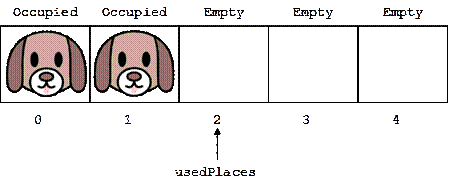 Occupied Occupied Empty Empty Empty
0 1 2 3 4
usedPlaces